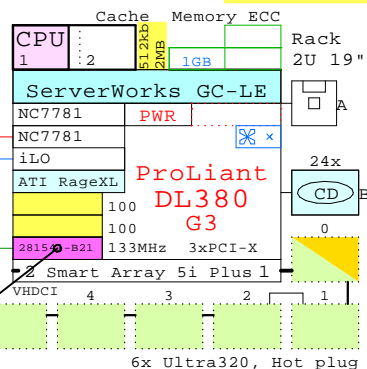 Cache Memory ECC
CPU
1 2
512kb
2MB
1GB
Rack
2U 19"
ServerWorks GC-LE
NC7781 PWR
A
NC7781 ×
iLO
ATI RageXL
ProLiant
DL380
G3
24x
CD B
100
100
133MHz 3xPCI-X
0
2 Smart Array 5i Plus 1
VHDCI
4 3 2 1
6x Ultra320, Hot plug